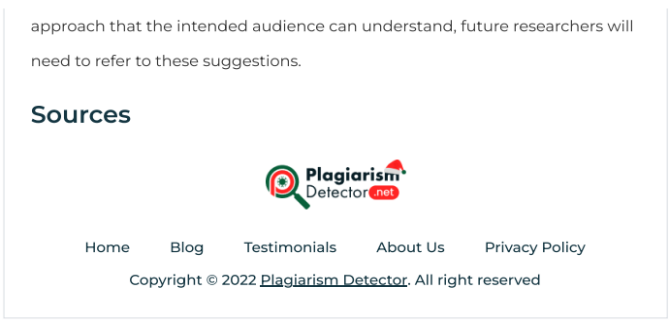 approach that the intended audience can understand, future researchers will
need to refer to these suggestions.
Sources
Plagiarism
Detector .net
Home Blog Testimonials About Us Privacy Policy
Copyright © 2022 Plagiarism Detector. All right reserved